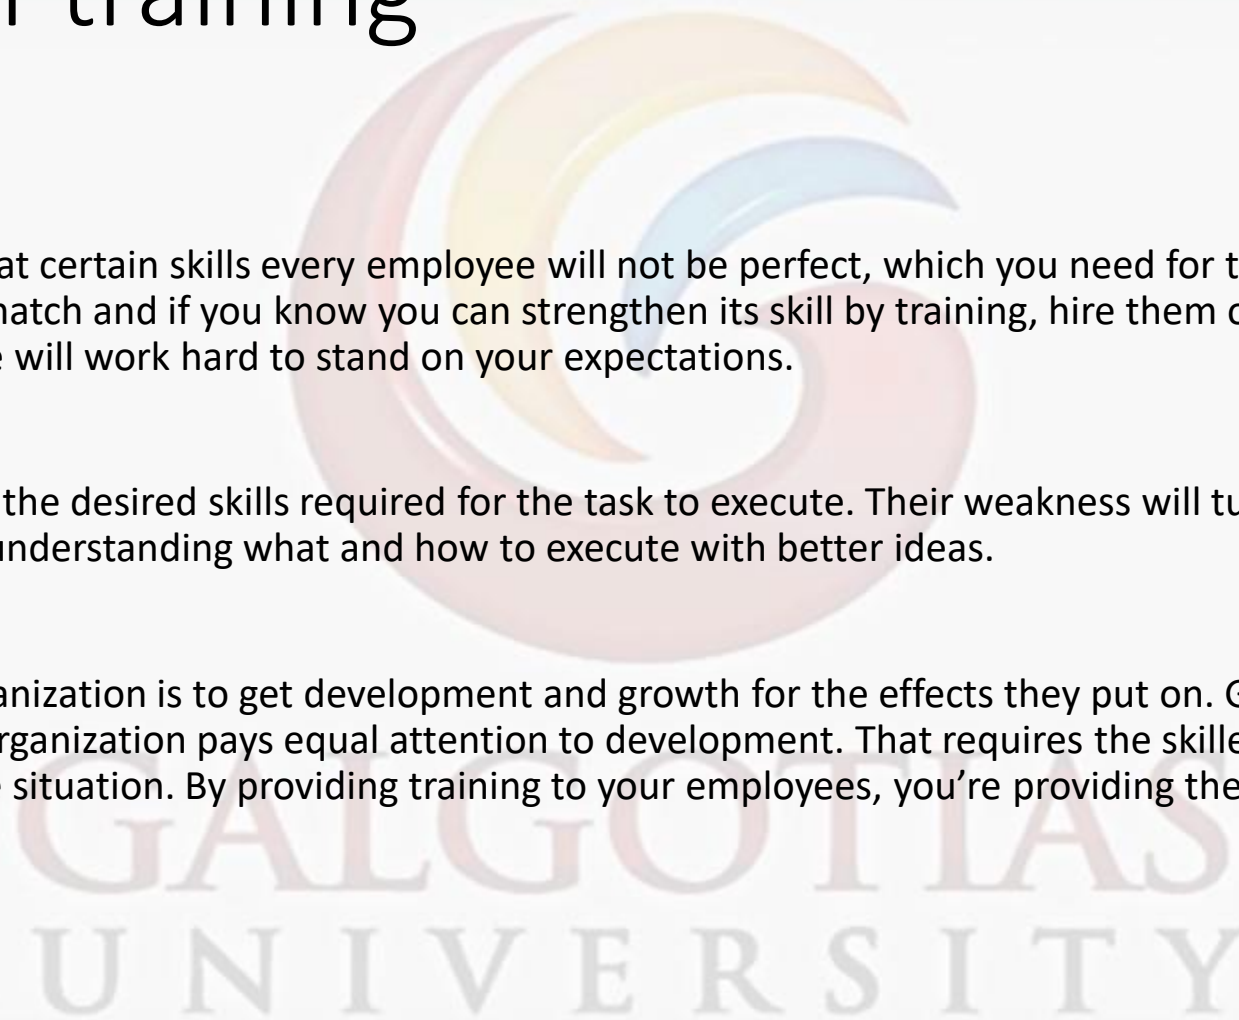 training
at certain skills every employee will not be perfect, which you need for t
natch and if you know you can strengthen its skill by training, hire them
e will work hard to stand on your expectations.
the desired skills required for the task to execute. Their weakness will tu
understanding what and how to execute with better ideas.
anization is to get development and growth for the effects they put on. G
rganization pays equal attention to development. That requires the skille
e situation. By providing training to your employees, you're providing the
GALGOTIAS
UNIVERSITY